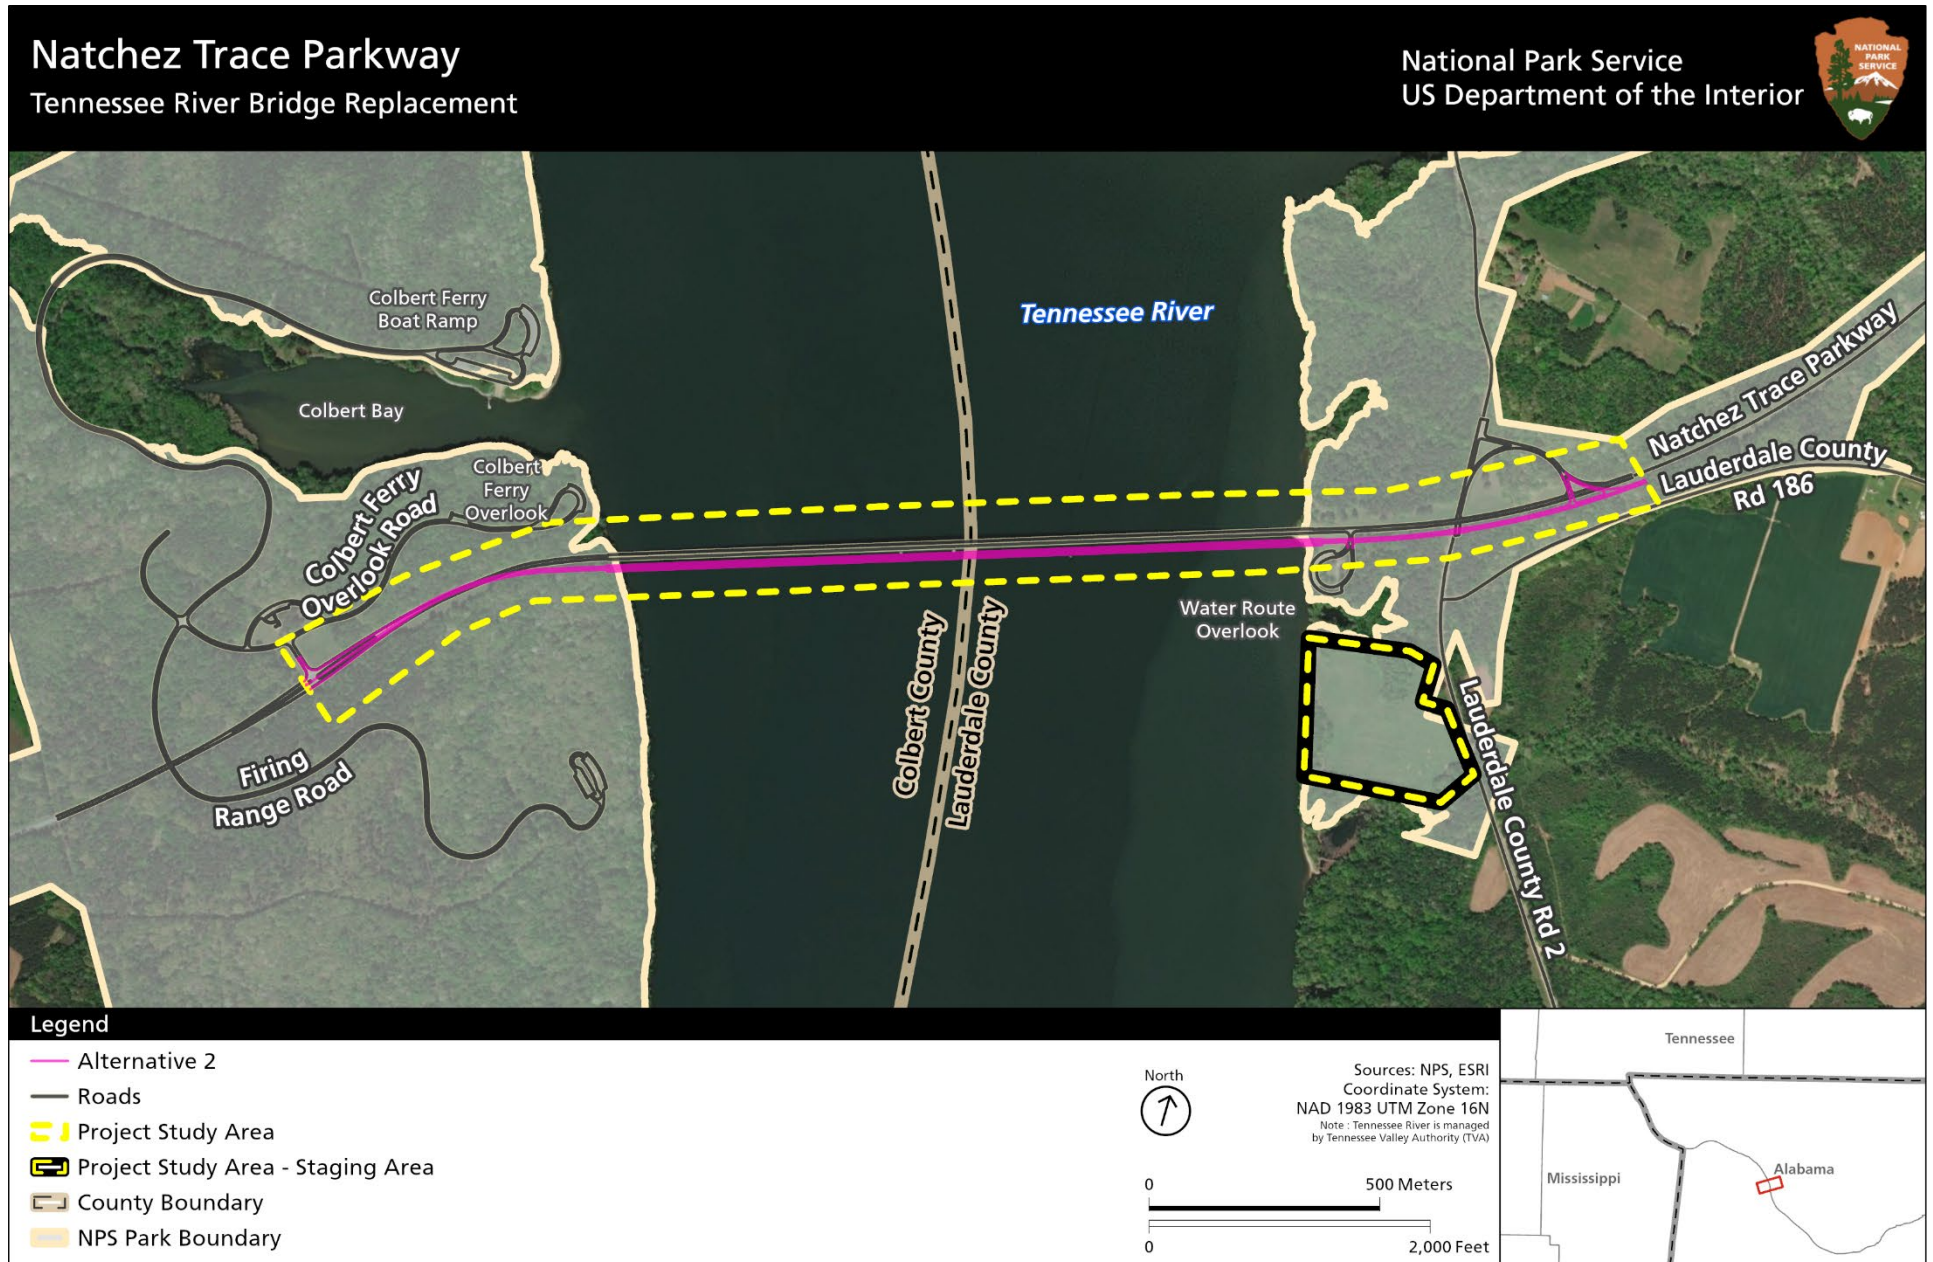 Natchez Trace Parkway
Tennessee River Bridge Replacement
National Park Service
US Department of the Interior
NATIONAL
PARK
SERVICE
Colbert Ferry
Boat Ramp
Tennessee River
Colbert Bay
Colbert
Ferry
Overlook
Colbert Ferry
Overlook Road
Natchez Trace Parkway
Lauderdale County
Rd 186
Water Route
Overlook
Colbert County
Lauderdale County
Firing
Range Road
Lauderdale County Rd 2
Legend
Alternative 2
Roads
Project Study Area
Project Study Area - Staging Area
County Boundary
NPS Park Boundary
North
Sources: NPS, ESRI
Coordinate System:
NAD 1983 UTM Zone 16N
Note : Tennessee River is managed
by Tennessee Valley Authority (TVA)
0 500 Meters
0 2,000 Feet
Tennessee
Mississippi
Alabama